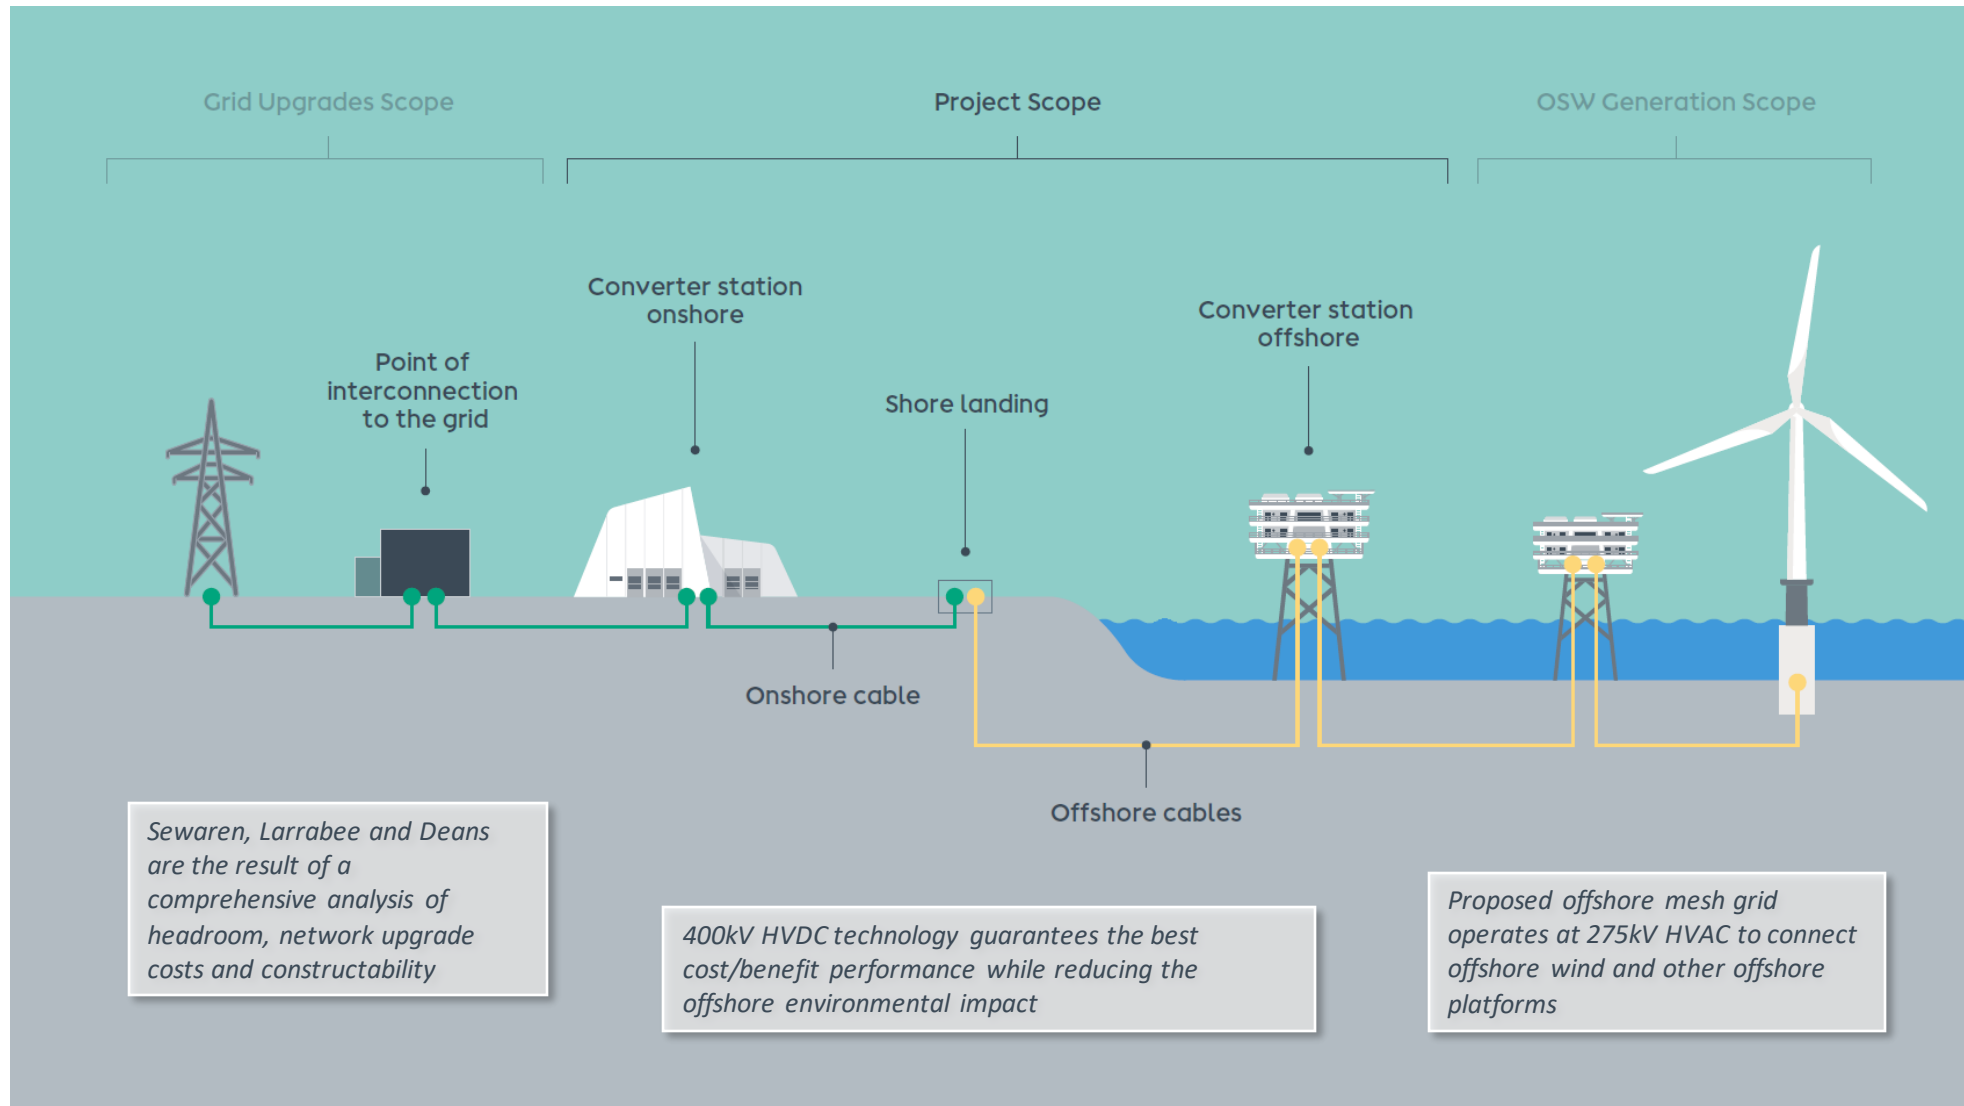 Grid Upgrades Scope
Project Scope
OSW Generation Scope
Converter station
onshore
Converter station
offshore
Point of
interconnection
to the grid
Shore landing
Onshore cable
Offshore cables
Sewaren, Larrabee and Deans
are the result of a
comprehensive analysis of
headroom, network upgrade
costs and constructability
400kV HVDC technology guarantees the best
cost/benefit performance while reducing the
offshore environmental impact
Proposed offshore mesh grid
operates at 275kV HVAC to connect
offshore wind and other offshore
platforms